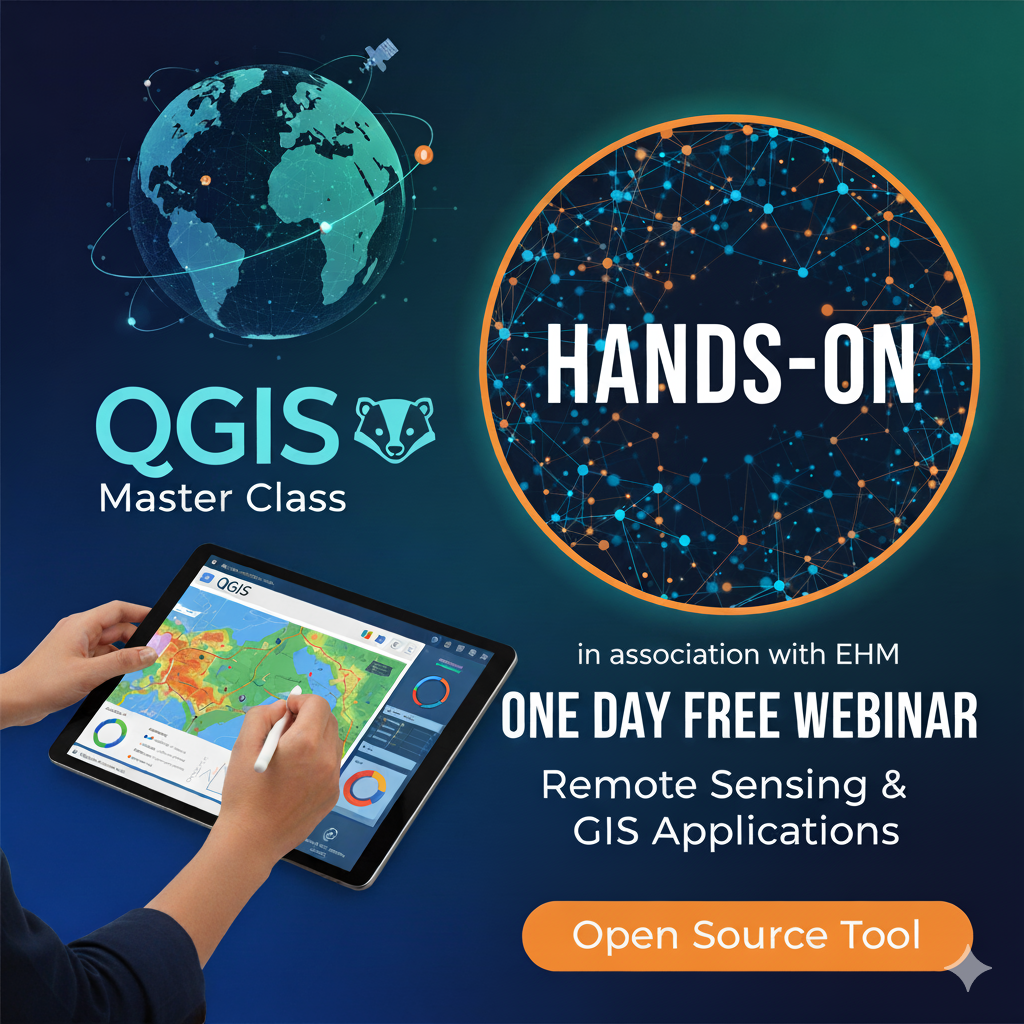 QGIS
Master Class
HANDS-ON
QGIS
in association with EHM
ONE DAY FREE WEBINAR
Remote Sensing &
GIS Applications
Open Source Tool